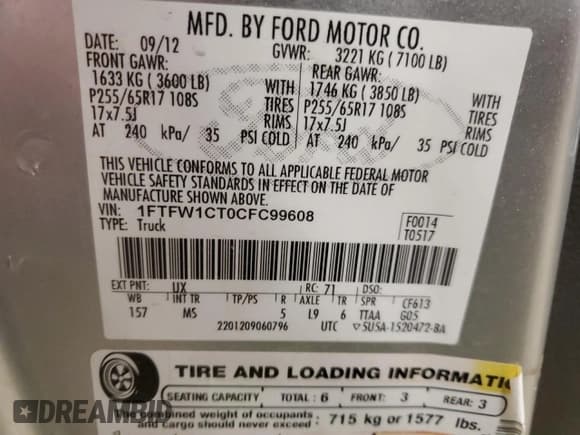 MFD. BY FORD MOTOR CO.
DATE: 09/12 GVWR: 3221 KG ( 7100 LB)
FRONT GAWR: REAR GAWR:
1633 KG ( 3600 LB) WITH 1746 KG ( 3850 LB) WITH
P255/65R17 108S TIRES P255/65R17 108S TIRES
17x7.5J RIMS 17x7.5J RIMS
AT 240 kPa/ 35 PSI COLD AT 240 kPa/ 35 PSI COLD
Ford
THIS VEHICLE CONFORMS TO ALL APPLICABLE FEDERAL MOTOR
VEHICLE SAFETY STANDARDS IN EFFECT ON THE DATE OF
MANUFACTURE SHOWN ABOVE.
VIN: 1FTFW1CT0CFC99608 F0014
TYPE: Truck T0517
EXT PNT: UX RC: 71 DSO:
WB INT TR TP/PS R AXLE TR SPR CF613
157 MS 5 L9 6 TTAA G05
2201209060796 UTC ▽5U5A-1520472-BA
TIRE AND LOADING INFORMATIO
SEATING CAPACITY TOTAL : 6 FRONT: 3 REAR: 3
The combined weight of occupants
and cargo should never exceed : 715 kg or 1577 lbs.
DREAMBID